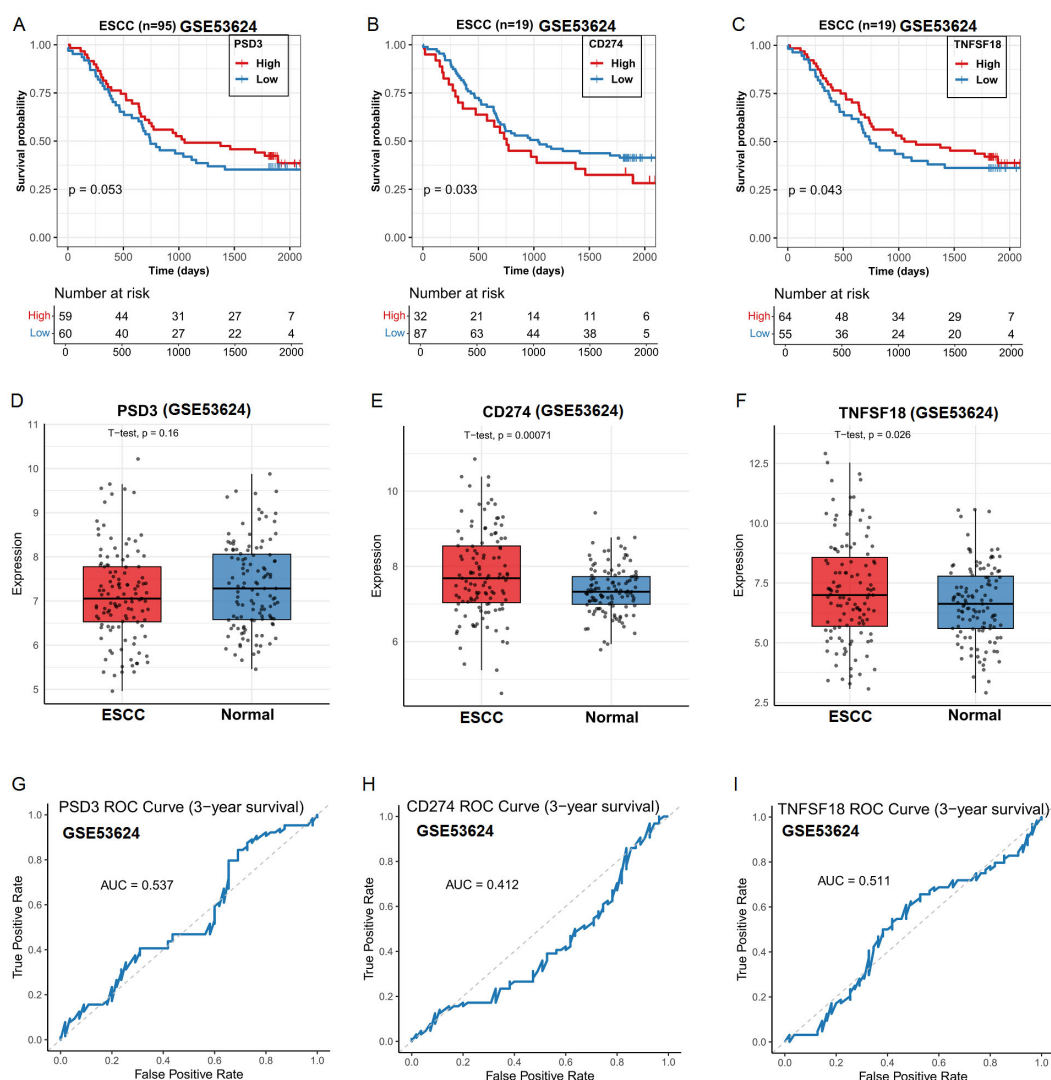 A
ESCC (n=95) GSE53624
PSD3
High
Low
Survival probability
1.00
0.75
0.50
0.25
0.00
p = 0.053
0 500 1000 1500 2000
Time (days)
Number at risk
High 59 44 31 27 7
Low 60 40 27 22 4
0 500 1000 1500 2000
B
ESCC (n=19) GSE53624
CD274
High
Low
Survival probability
1.00
0.75
0.50
0.25
0.00
p = 0.033
0 500 1000 1500 2000
Time (days)
Number at risk
High 32 21 14 11 6
Low 87 63 44 38 5
0 500 1000 1500 2000
C
ESCC (n=19) GSE53624
TNFSF18
High
Low
Survival probability
1.00
0.75
0.50
0.25
0.00
p = 0.043
0 500 1000 1500 2000
Time (days)
Number at risk
High 64 48 34 29 7
Low 55 36 24 20 4
0 500 1000 1500 2000
D
PSD3 (GSE53624)
T-test, p = 0.16
Expression
11
10
9
8
7
6
5
ESCC Normal
E
CD274 (GSE53624)
T-test, p = 0.00071
Expression
10
8
6
ESCC Normal
F
TNFSF18 (GSE53624)
T-test, p = 0.026
Expression
12.5
10.0
7.5
5.0
2.5
ESCC Normal
G
PSD3 ROC Curve (3-year survival)
GSE53624
AUC = 0.537
True Positive Rate
1.0
0.8
0.6
0.4
0.2
0.0
0.0 0.2 0.4 0.6 0.8 1.0
False Positive Rate
H
CD274 ROC Curve (3-year survival)
GSE53624
AUC = 0.412
True Positive Rate
1.0
0.8
0.6
0.4
0.2
0.0
0.0 0.2 0.4 0.6 0.8 1.0
False Positive Rate
I
TNFSF18 ROC Curve (3-year survival)
GSE53624
AUC = 0.511
True Positive Rate
1.0
0.8
0.6
0.4
0.2
0.0
0.0 0.2 0.4 0.6 0.8 1.0
False Positive Rate